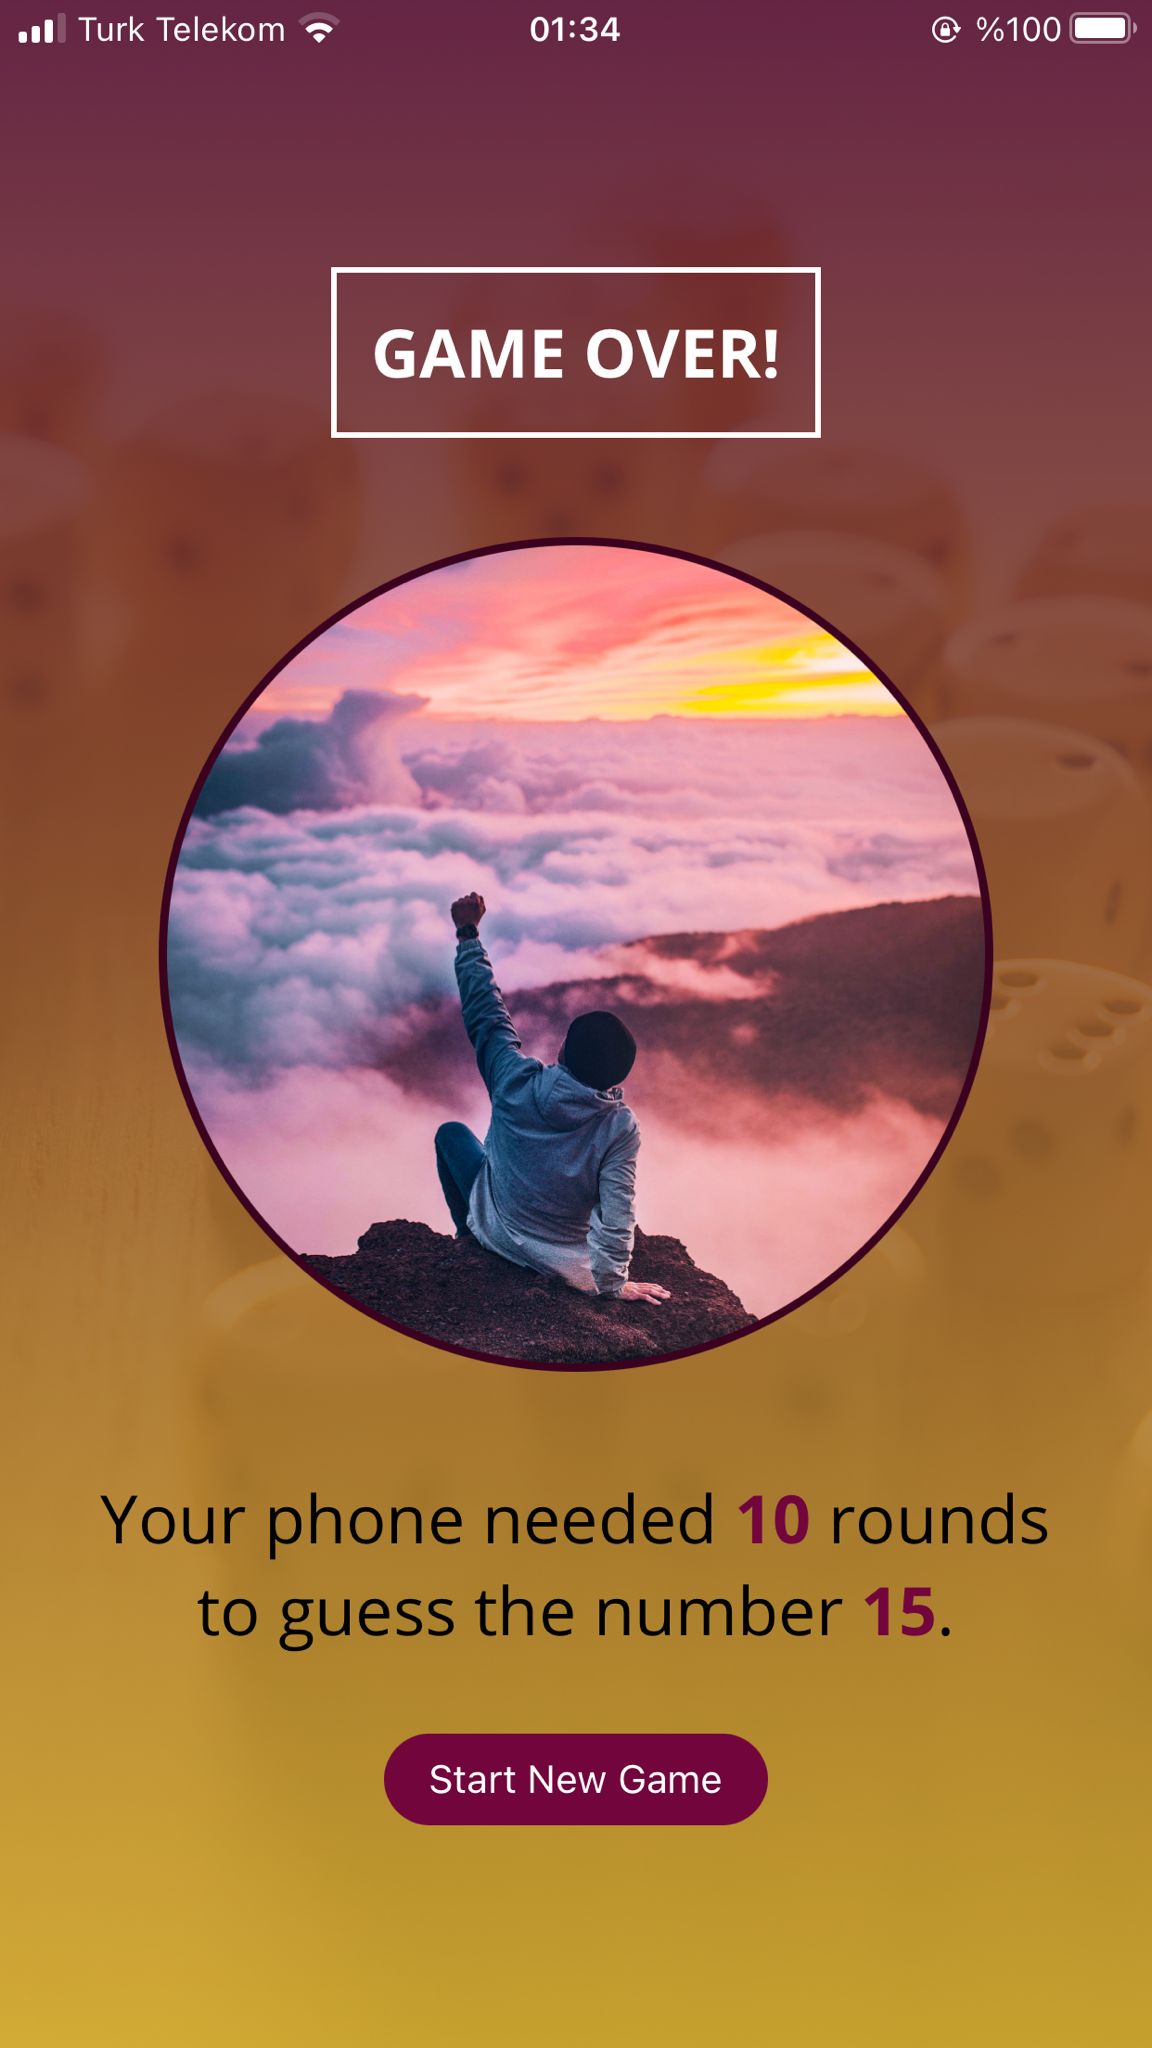 Turk Telekom 01:34 %100
GAME OVER!
Your phone needed 10 rounds
to guess the number 15.
Start New Game